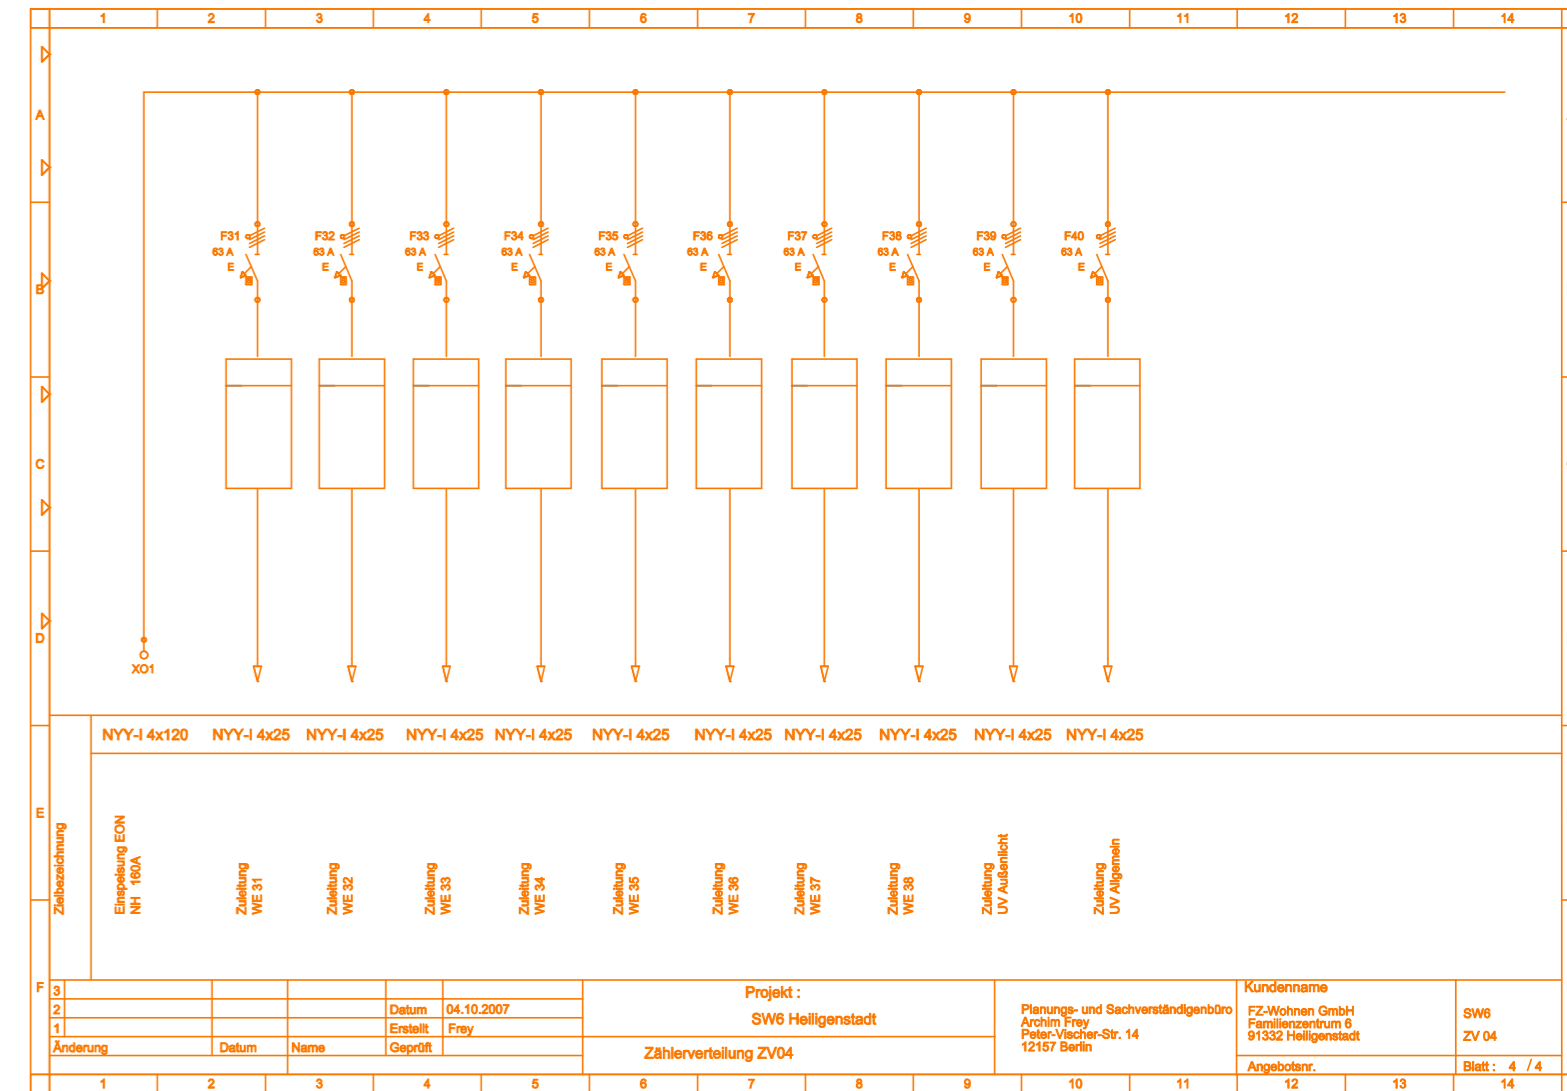 1 2 3 4 5 6 7 8 9 10 11 12 13 14
A
B
C
D
E
F
F31 F32 F33 F34 F35 F36 F37 F38 F39 F40
63 A 63 A 63 A 63 A 63 A 63 A 63 A 63 A 63 A 63 A
E E E E E E E E E E
XO1
NYY-I 4x120 NYY-I 4x25 NYY-I 4x25 NYY-I 4x25 NYY-I 4x25 NYY-I 4x25 NYY-I 4x25 NYY-I 4x25 NYY-I 4x25 NYY-I 4x25 NYY-I 4x25
Zielbezeichnung
Einspeisung EON
NH 160A
Zuleitung
WE 31
Zuleitung
WE 32
Zuleitung
WE 33
Zuleitung
WE 34
Zuleitung
WE 35
Zuleitung
WE 36
Zuleitung
WE 37
Zuleitung
WE 38
Zuleitung
UV Außenlicht
Zuleitung
UV Allgemein
3
2
1
Änderung Datum Name
Datum 04.10.2007
Erstellt Frey
Geprüft
Projekt :
SW6 Heiligenstadt
Zählerverteilung ZV04
Planungs- und Sachverständigenbüro
Archim Frey
Peter-Vischer-Str. 14
12157 Berlin
Kundenname
FZ-Wohnen GmbH
Familienzentrum 6
91332 Heiligenstadt
Angebotsnr.
SW6
ZV 04
Blatt : 4 / 4
1 2 3 4 5 6 7 8 9 10 11 12 13 14